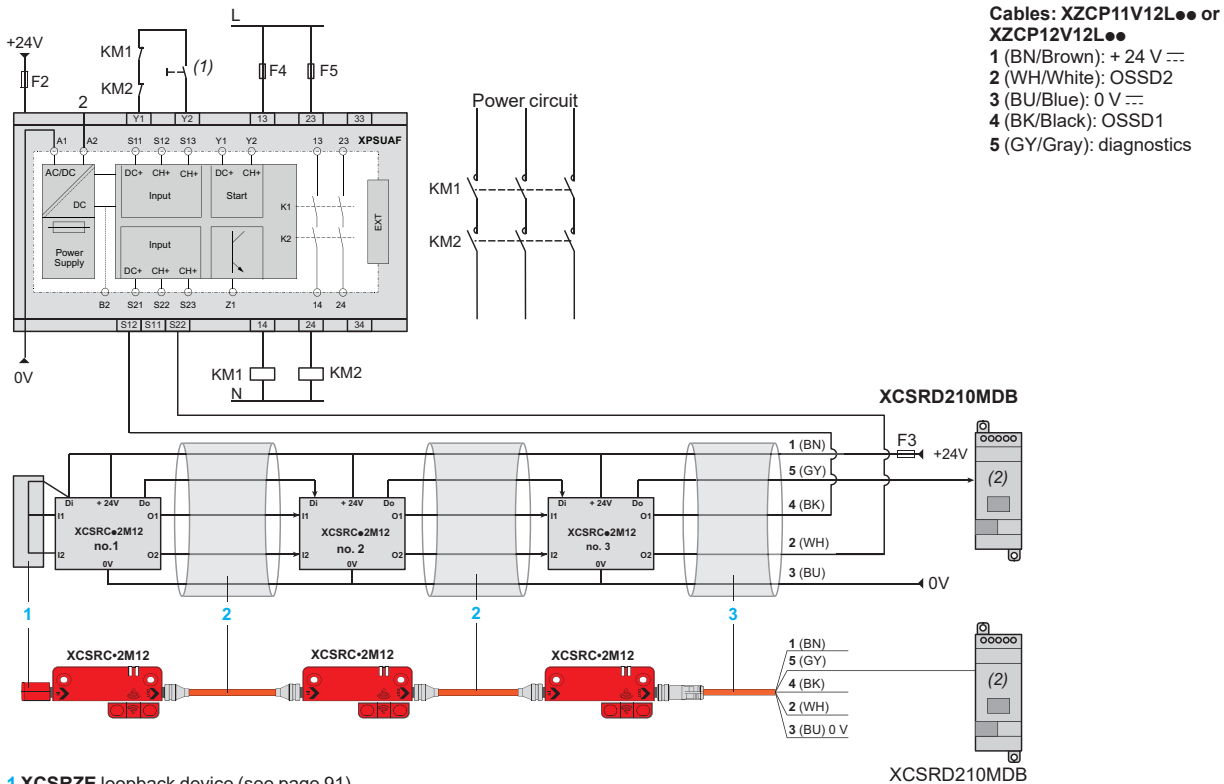 L
Cables: XZCP11V12L●● or
XZCP12V12L●●
1 (BN/Brown): + 24 V ⎓
2 (WH/White): OSSD2
3 (BU/Blue): 0 V ⎓
4 (BK/Black): OSSD1
5 (GY/Gray): diagnostics
+24V
F2
KM1
KM2
(1)
F4
F5
2
Y1 Y2 13 23 33
A1 A2 S11 S12 S13 Y1 Y2 13 23 XPSUAF
AC/DC
DC
DC+ CH+ CH+
DC+ CH+
Input
Start
K1
K2
EXT
Power
Supply
Input
DC+ CH+ CH+
B2 S21 S22 S23 Z1 14 24
S12 S11 S22 14 24 34
0V
KM1
KM2
N
Power circuit
KM1
KM2
XCSRD210MDB
1 (BN)
F3
+24V
5 (GY)
4 (BK)
2 (WH)
3 (BU)
0V
(2)
Di + 24V Do
I1 O1
XCSRC●2M12
no.1
I2 O2
0V
Di + 24V Do
I1 O1
XCSRC●2M12
no. 2
I2 O2
0V
Di + 24V Do
I1 O1
XCSRC●2M12
no. 3
I2 O2
0V
1 2 2 3
XCSRC•2M12 XCSRC•2M12 XCSRC•2M12
1 (BN)
5 (GY)
4 (BK)
2 (WH)
3 (BU) 0 V
(2)
XCSRD210MDB
1 XCSRZE loopback device (see page 91)